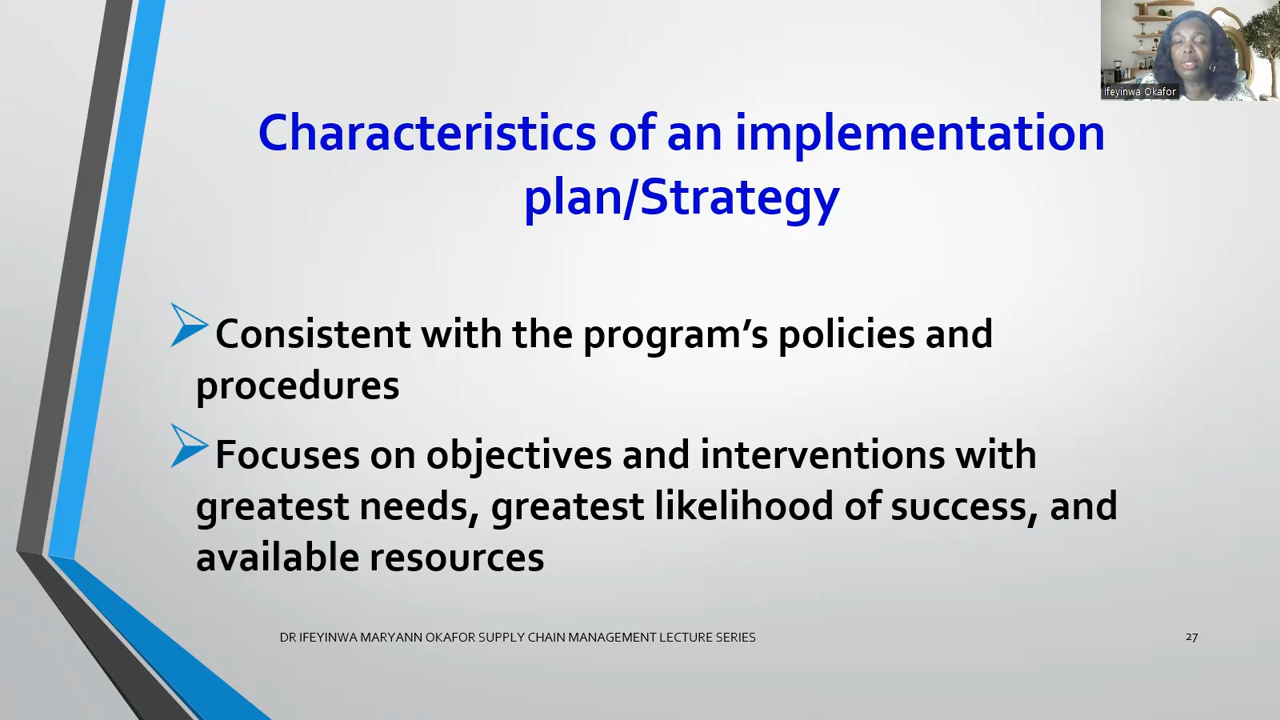 Ifeyinwa Okafor
Characteristics of an implementation
plan/Strategy
Consistent with the program’s policies and
procedures
Focuses on objectives and interventions with
greatest needs, greatest likelihood of success, and
available resources
DR IFEYINWA MARYANN OKAFOR SUPPLY CHAIN MANAGEMENT LECTURE SERIES
27